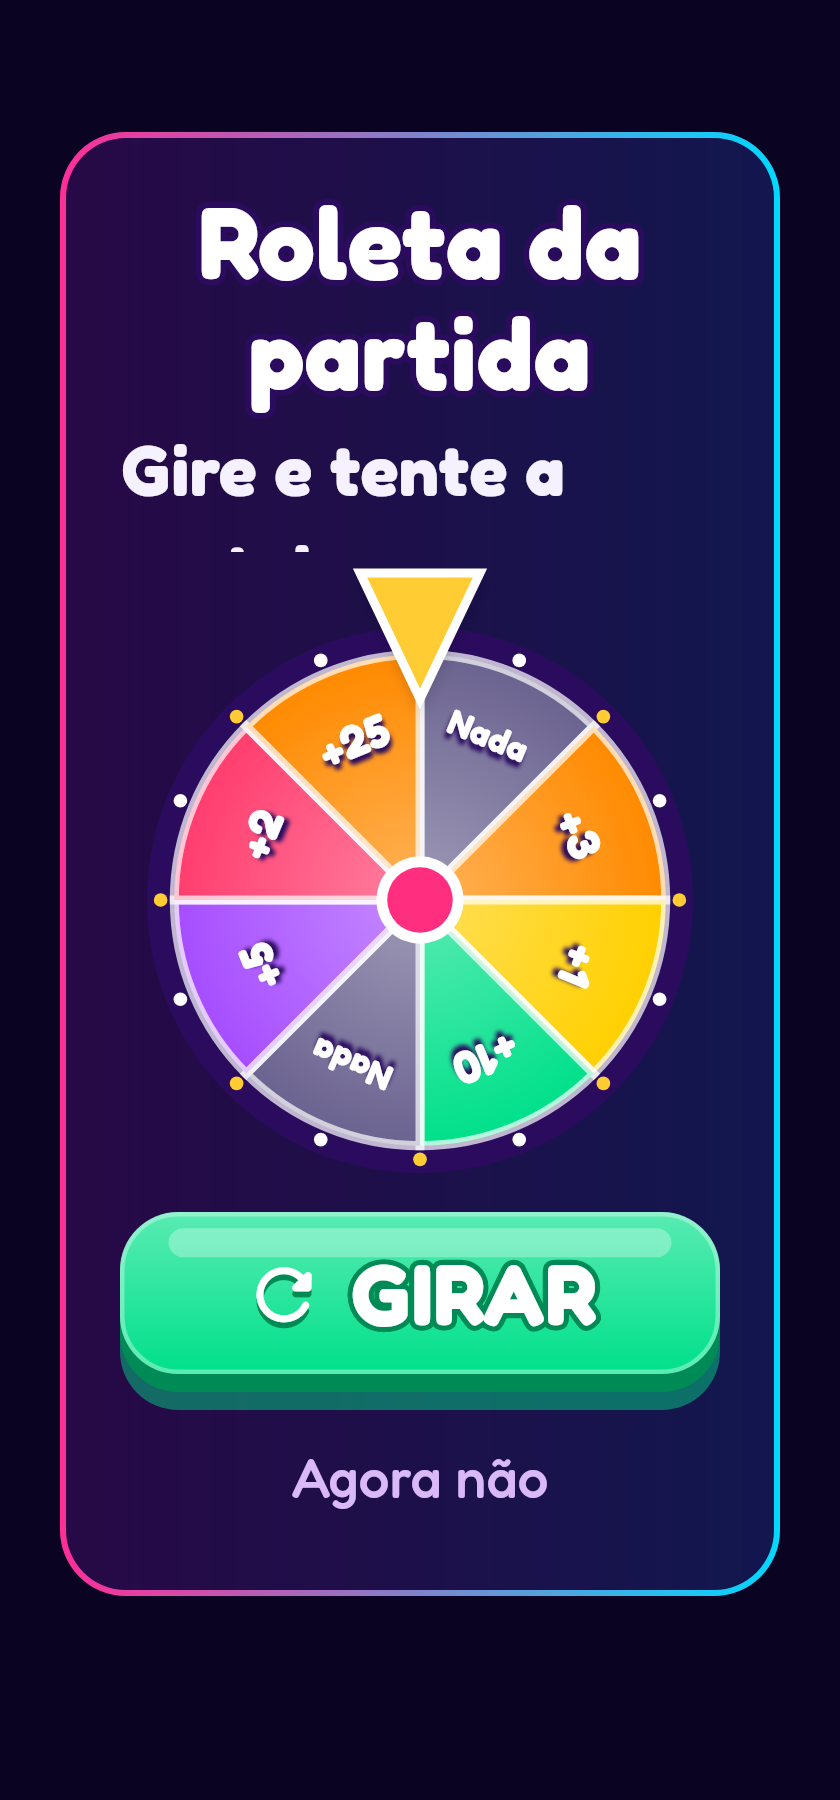 Roleta da
partida
Gire e tente a
+25
Nada
+2
+3
+5
+1
Nada
+10
GIRAR
Agora não